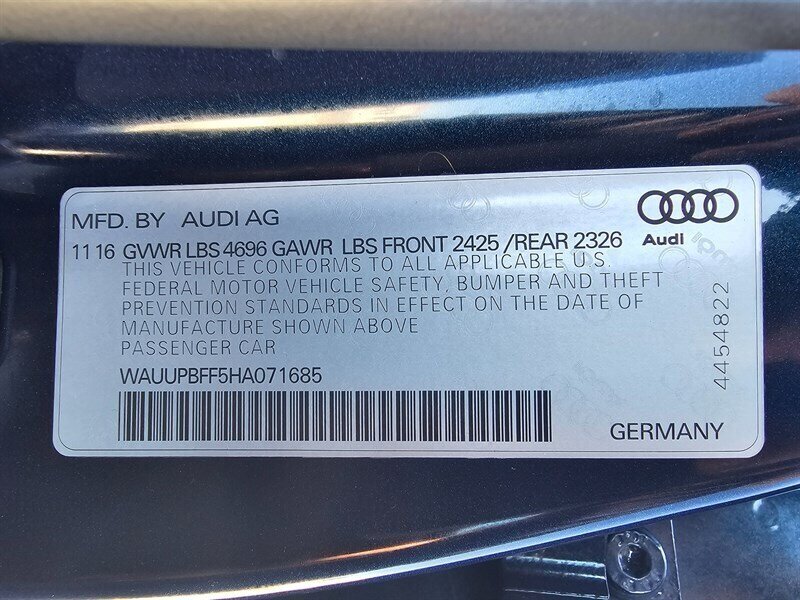 MFD. BY AUDI AG
Audi
11 16 GVWR LBS 4696 GAWR LBS FRONT 2425 /REAR 2326
THIS VEHICLE CONFORMS TO ALL APPLICABLE U.S.
FEDERAL MOTOR VEHICLE SAFETY, BUMPER AND THEFT
PREVENTION STANDARDS IN EFFECT ON THE DATE OF
MANUFACTURE SHOWN ABOVE
PASSENGER CAR
WAUUPBFF5HA071685
GERMANY
4454822